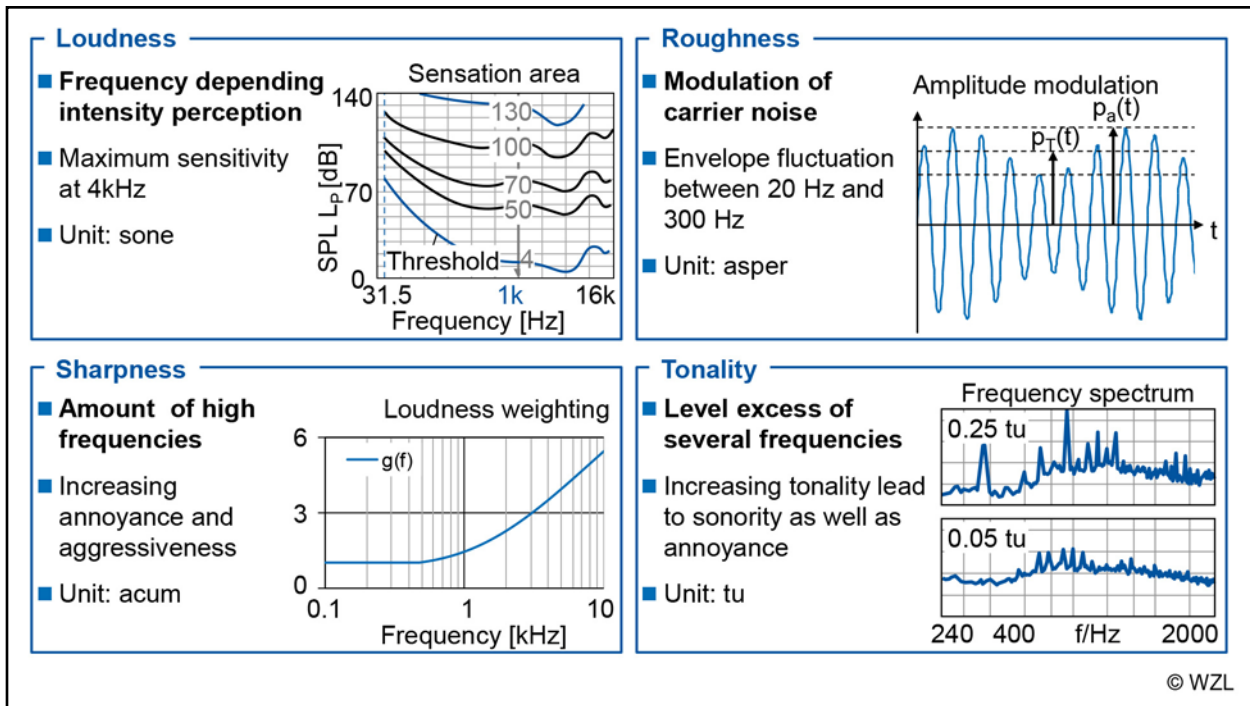 Loudness
Frequency depending
intensity perception
Maximum sensitivity
at 4kHz
Unit: sone
Sensation area
140
130
100
70
70
50
4
0
Threshold
SPL Lₚ[dB]
31.5
1k
16k
Frequency [Hz]
Roughness
Modulation of
carrier noise
Envelope fluctuation
between 20 Hz and
300 Hz
Unit: asper
Amplitude modulation
pₐ(t)
p_T(t)
t
Sharpness
Amount of high
frequencies
Increasing
annoyance and
aggressiveness
Unit: acum
Loudness weighting
6
g(f)
3
0
0.1
1
10
Frequency [kHz]
Tonality
Level excess of
several frequencies
Increasing tonality lead
to sonority as well as
annoyance
Unit: tu
Frequency spectrum
0.25 tu
0.05 tu
240
400
f/Hz
2000
© WZL